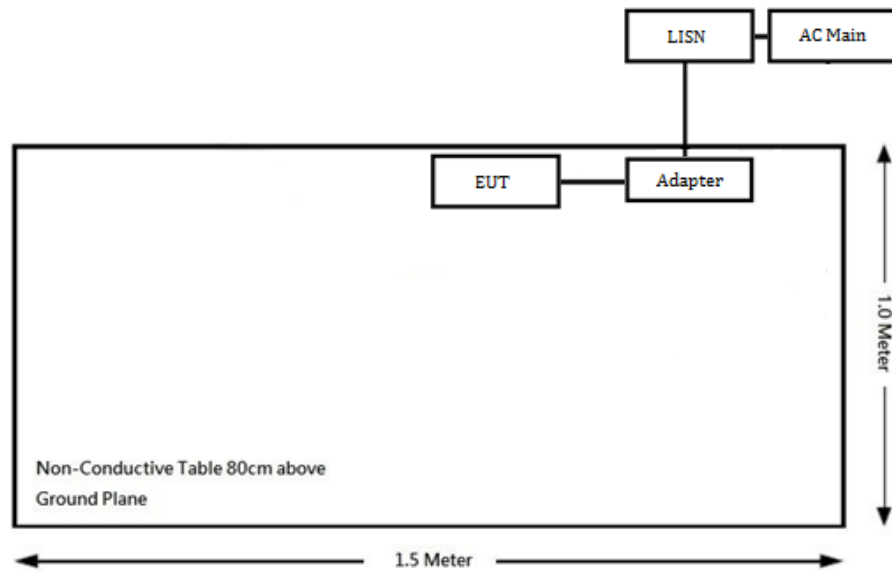 LISN
AC Main
EUT
Adapter
1.0 Meter
Non-Conductive Table 80cm above
Ground Plane
1.5 Meter